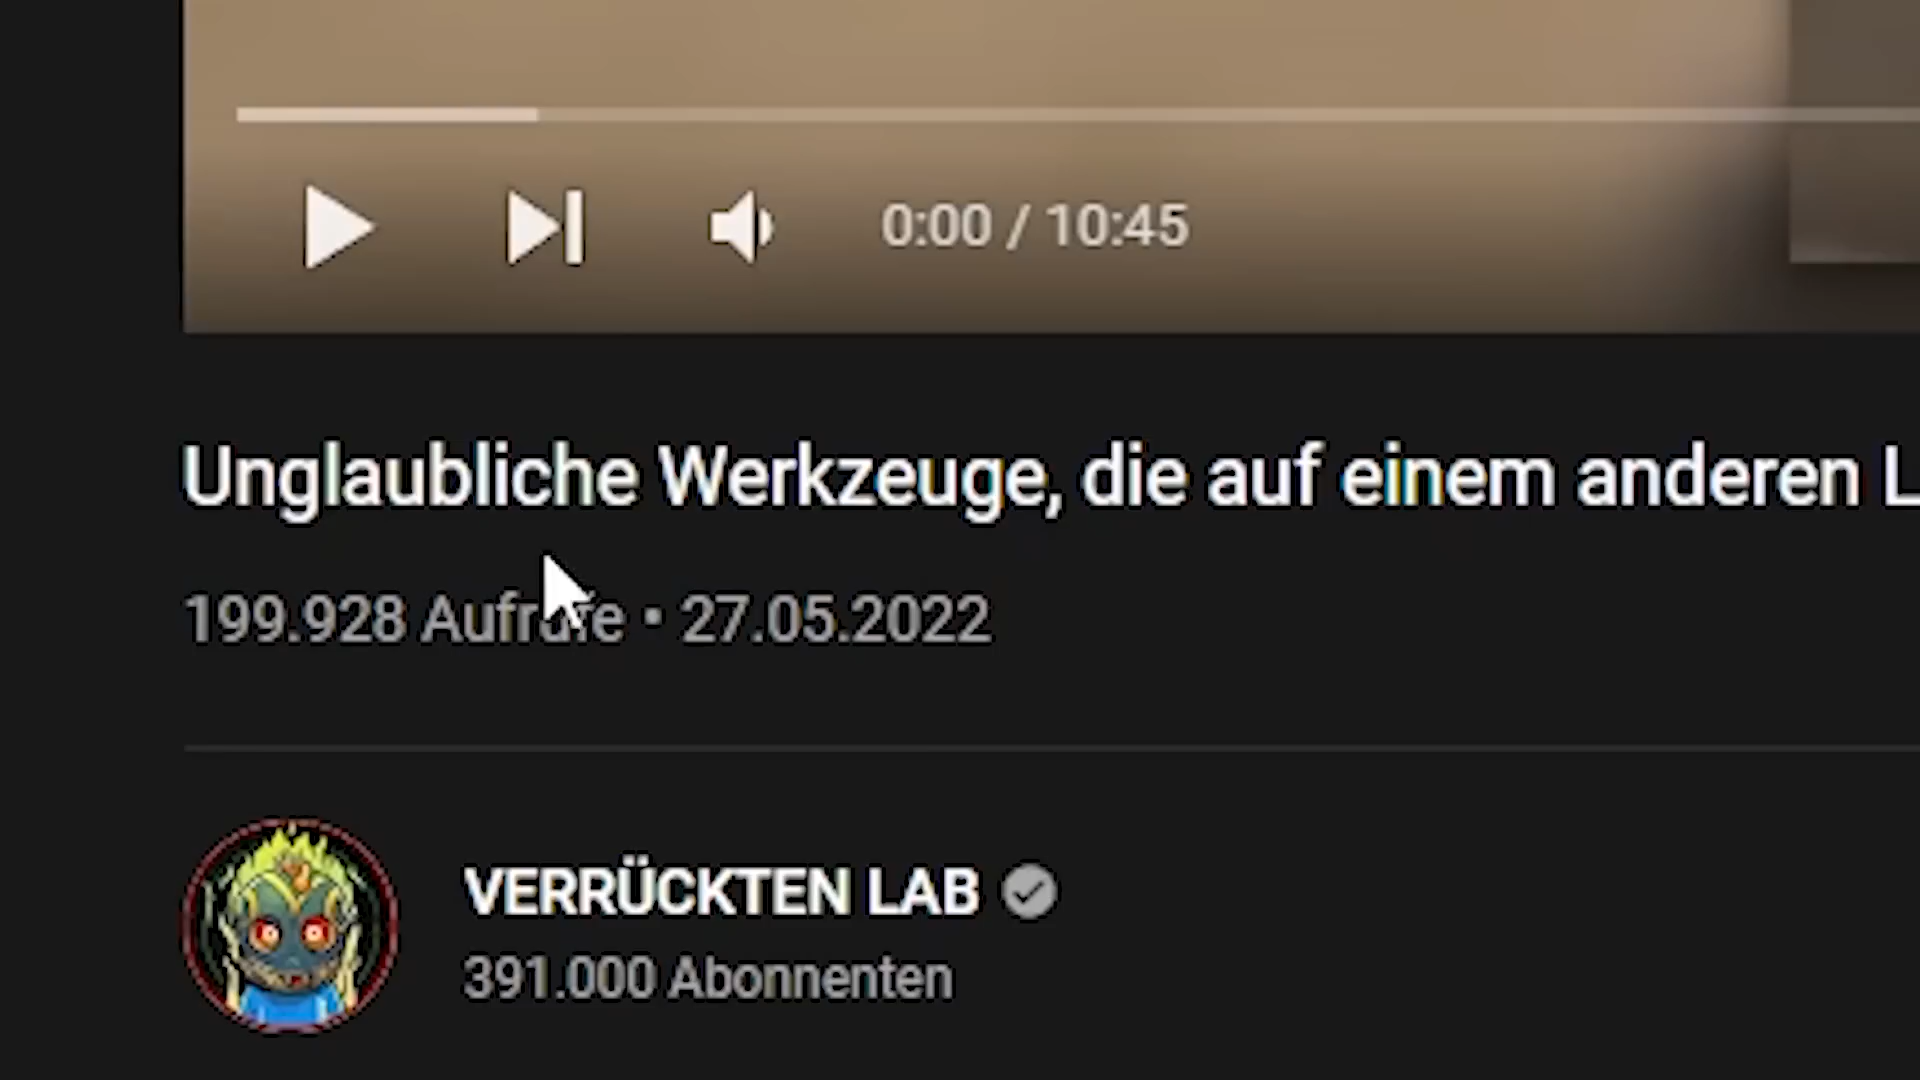 0:00 / 10:45
Unglaubliche Werkzeuge, die auf einem anderen L
199.928 Aufrufe • 27.05.2022
VERRÜCKTEN LAB
391.000 Abonnenten